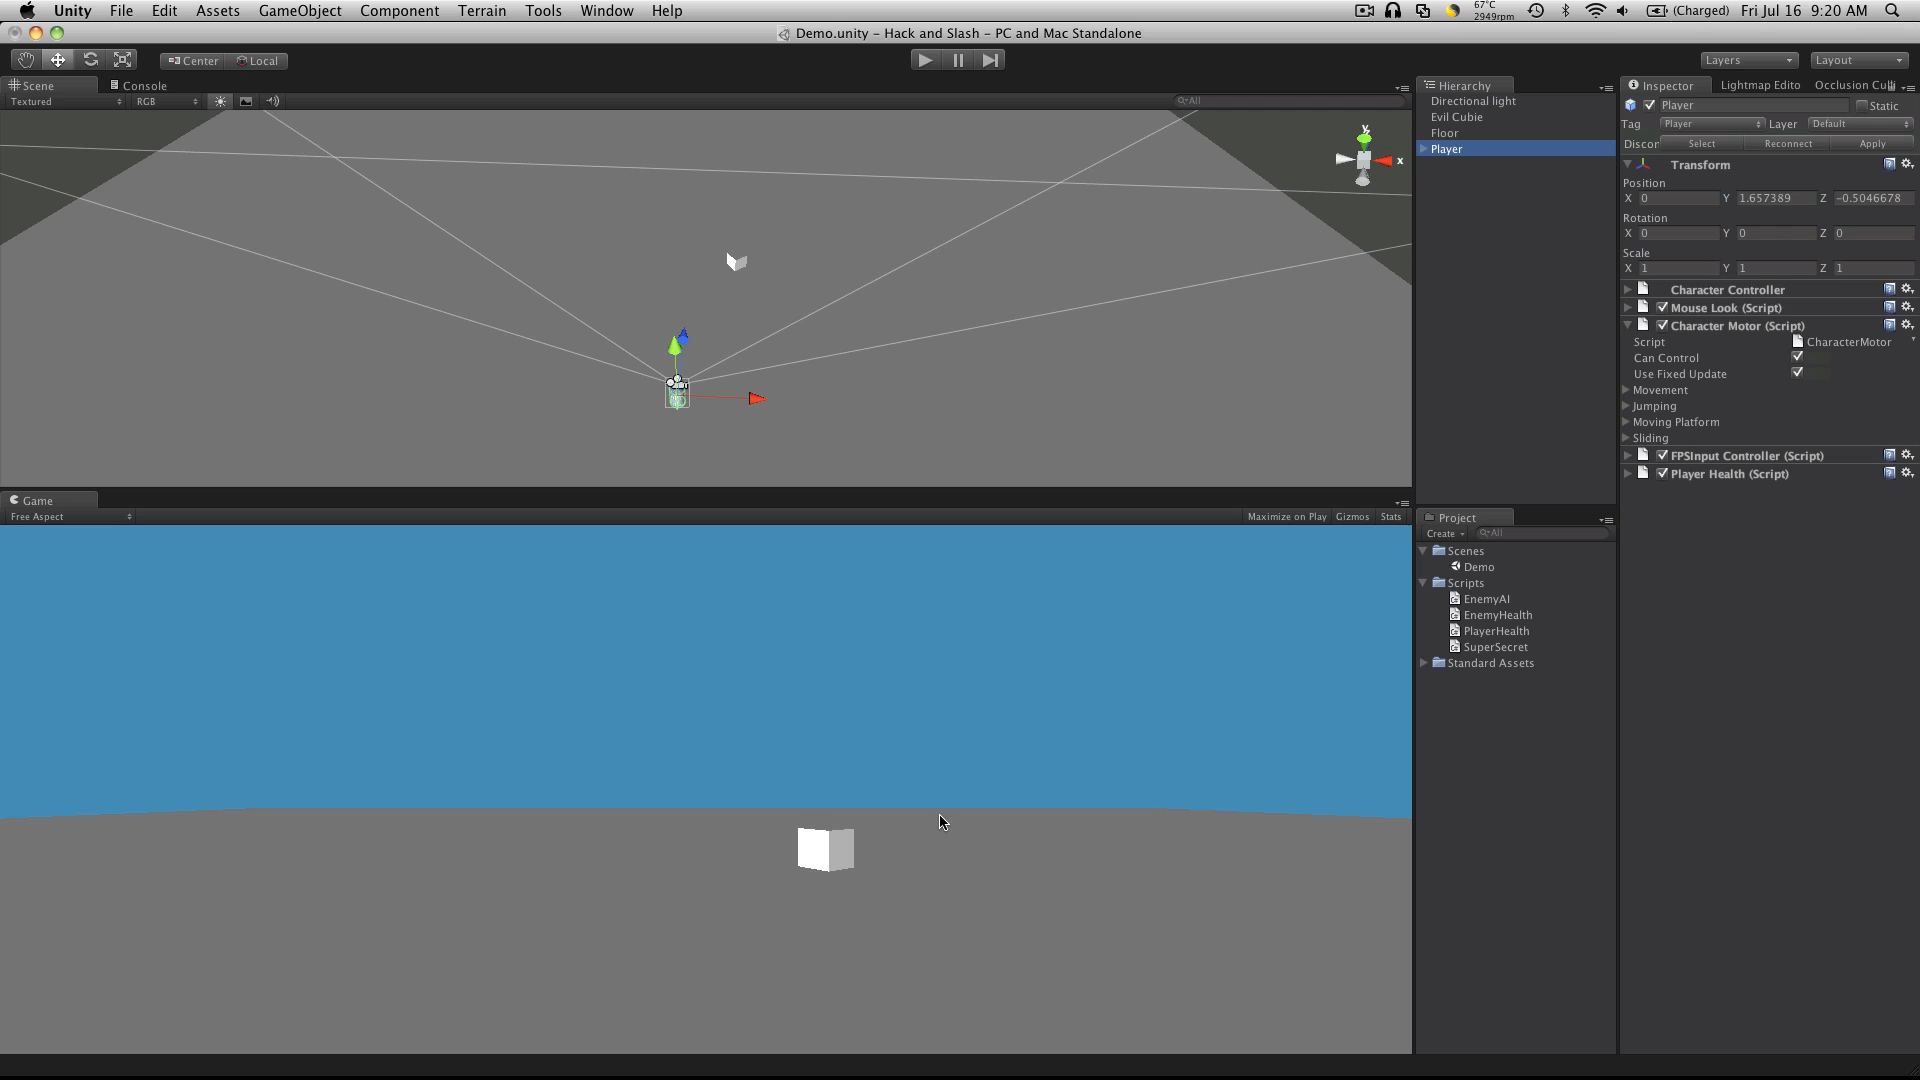 Unity File Edit Assets GameObject Component Terrain Tools Window Help
67°C
2949rpm
(Charged) Fri Jul 16 9:20 AM
Demo.unity - Hack and Slash - PC and Mac Standalone
Center Local
Layers Layout
Scene Console
Textured RGB All
y
x
Game
Free Aspect Maximize on Play Gizmos Stats
Hierarchy
Directional light
Evil Cubie
Floor
Player
Project
Create All
Scenes
Demo
Scripts
EnemyAI
EnemyHealth
PlayerHealth
SuperSecret
Standard Assets
Inspector Lightmap Edito Occlusion Culli
Player Static
Tag Player Layer Default
Discor Select Reconnect Apply
Transform
Position
X 0 Y 1.657389 Z -0.5046678
Rotation
X 0 Y 0 Z 0
Scale
X 1 Y 1 Z 1
Character Controller
Mouse Look (Script)
Character Motor (Script)
Script CharacterMotor
Can Control
Use Fixed Update
Movement
Jumping
Moving Platform
Sliding
FPSInput Controller (Script)
Player Health (Script)